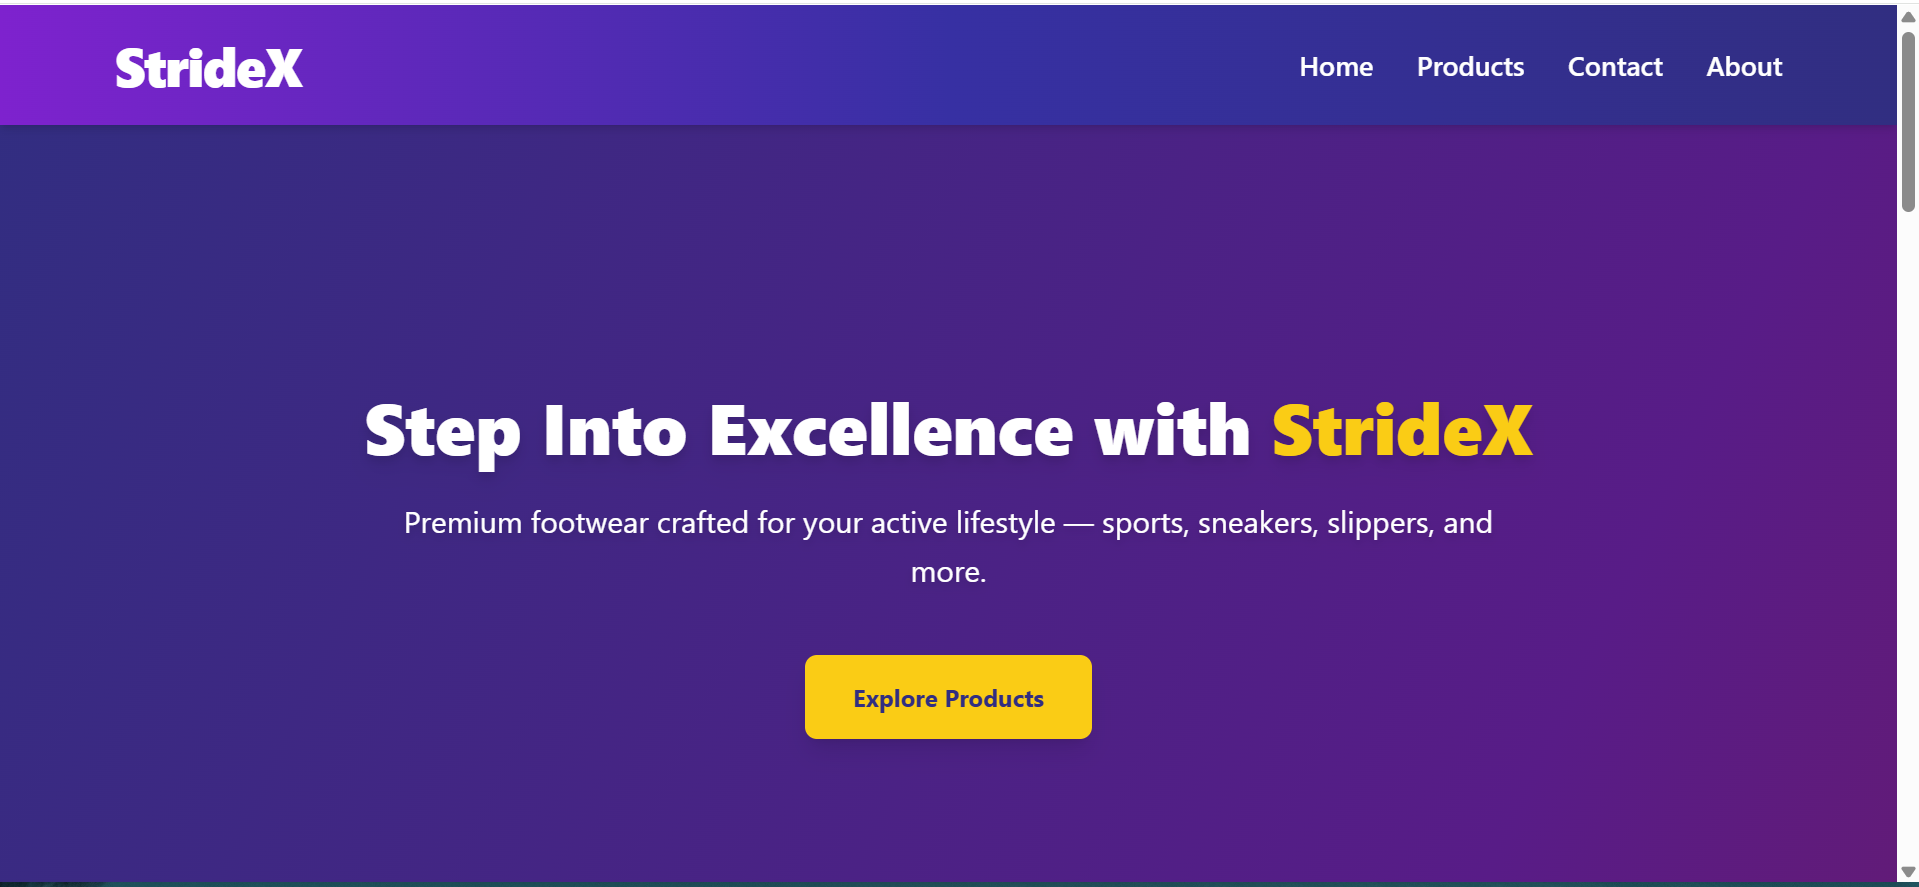 StrideX
Home Products Contact About
Step Into Excellence with StrideX
Premium footwear crafted for your active lifestyle — sports, sneakers, slippers, and
more.
Explore Products